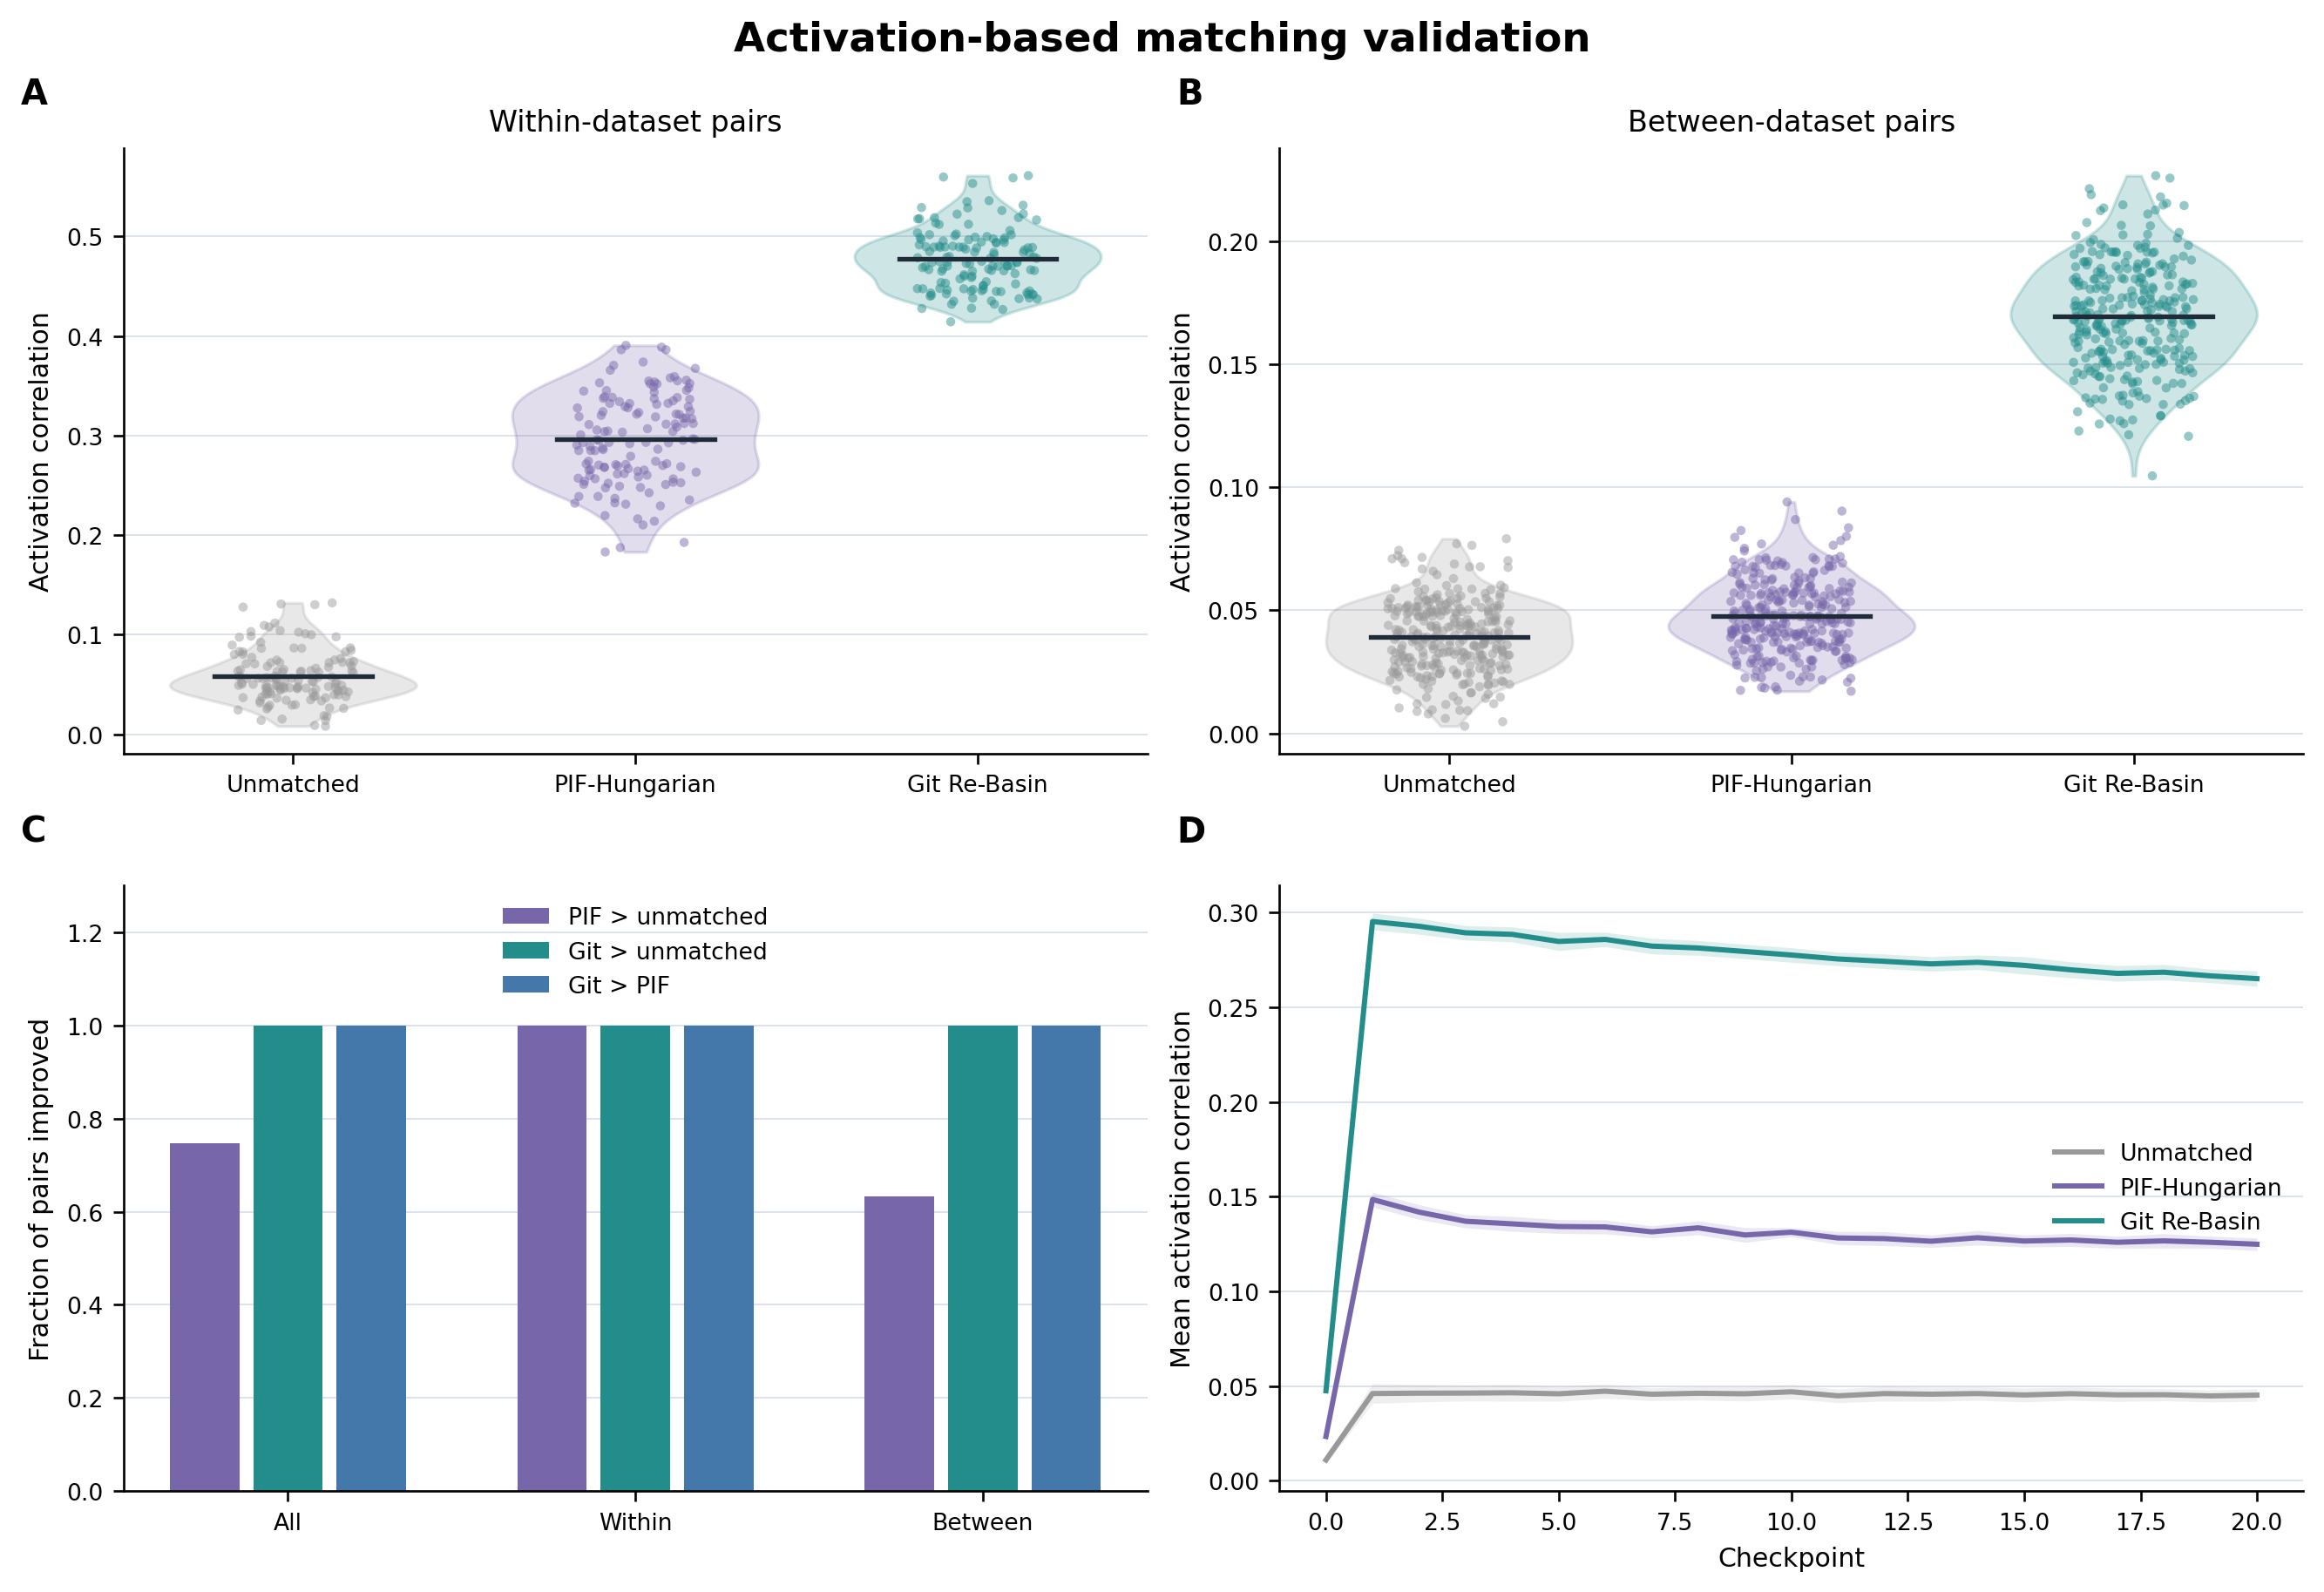 Activation-based matching validation
A
Within-dataset pairs
Activation correlation
0.5
0.4
0.3
0.2
0.1
0.0
Unmatched
PIF-Hungarian
Git Re-Basin
B
Between-dataset pairs
Activation correlation
0.20
0.15
0.10
0.05
0.00
Unmatched
PIF-Hungarian
Git Re-Basin
C
PIF > unmatched
Git > unmatched
Git > PIF
Fraction of pairs improved
1.2
1.0
0.8
0.6
0.4
0.2
0.0
All
Within
Between
D
Mean activation correlation
0.30
0.25
0.20
0.15
0.10
0.05
0.00
Unmatched
PIF-Hungarian
Git Re-Basin
0.0
2.5
5.0
7.5
10.0
12.5
15.0
17.5
20.0
Checkpoint